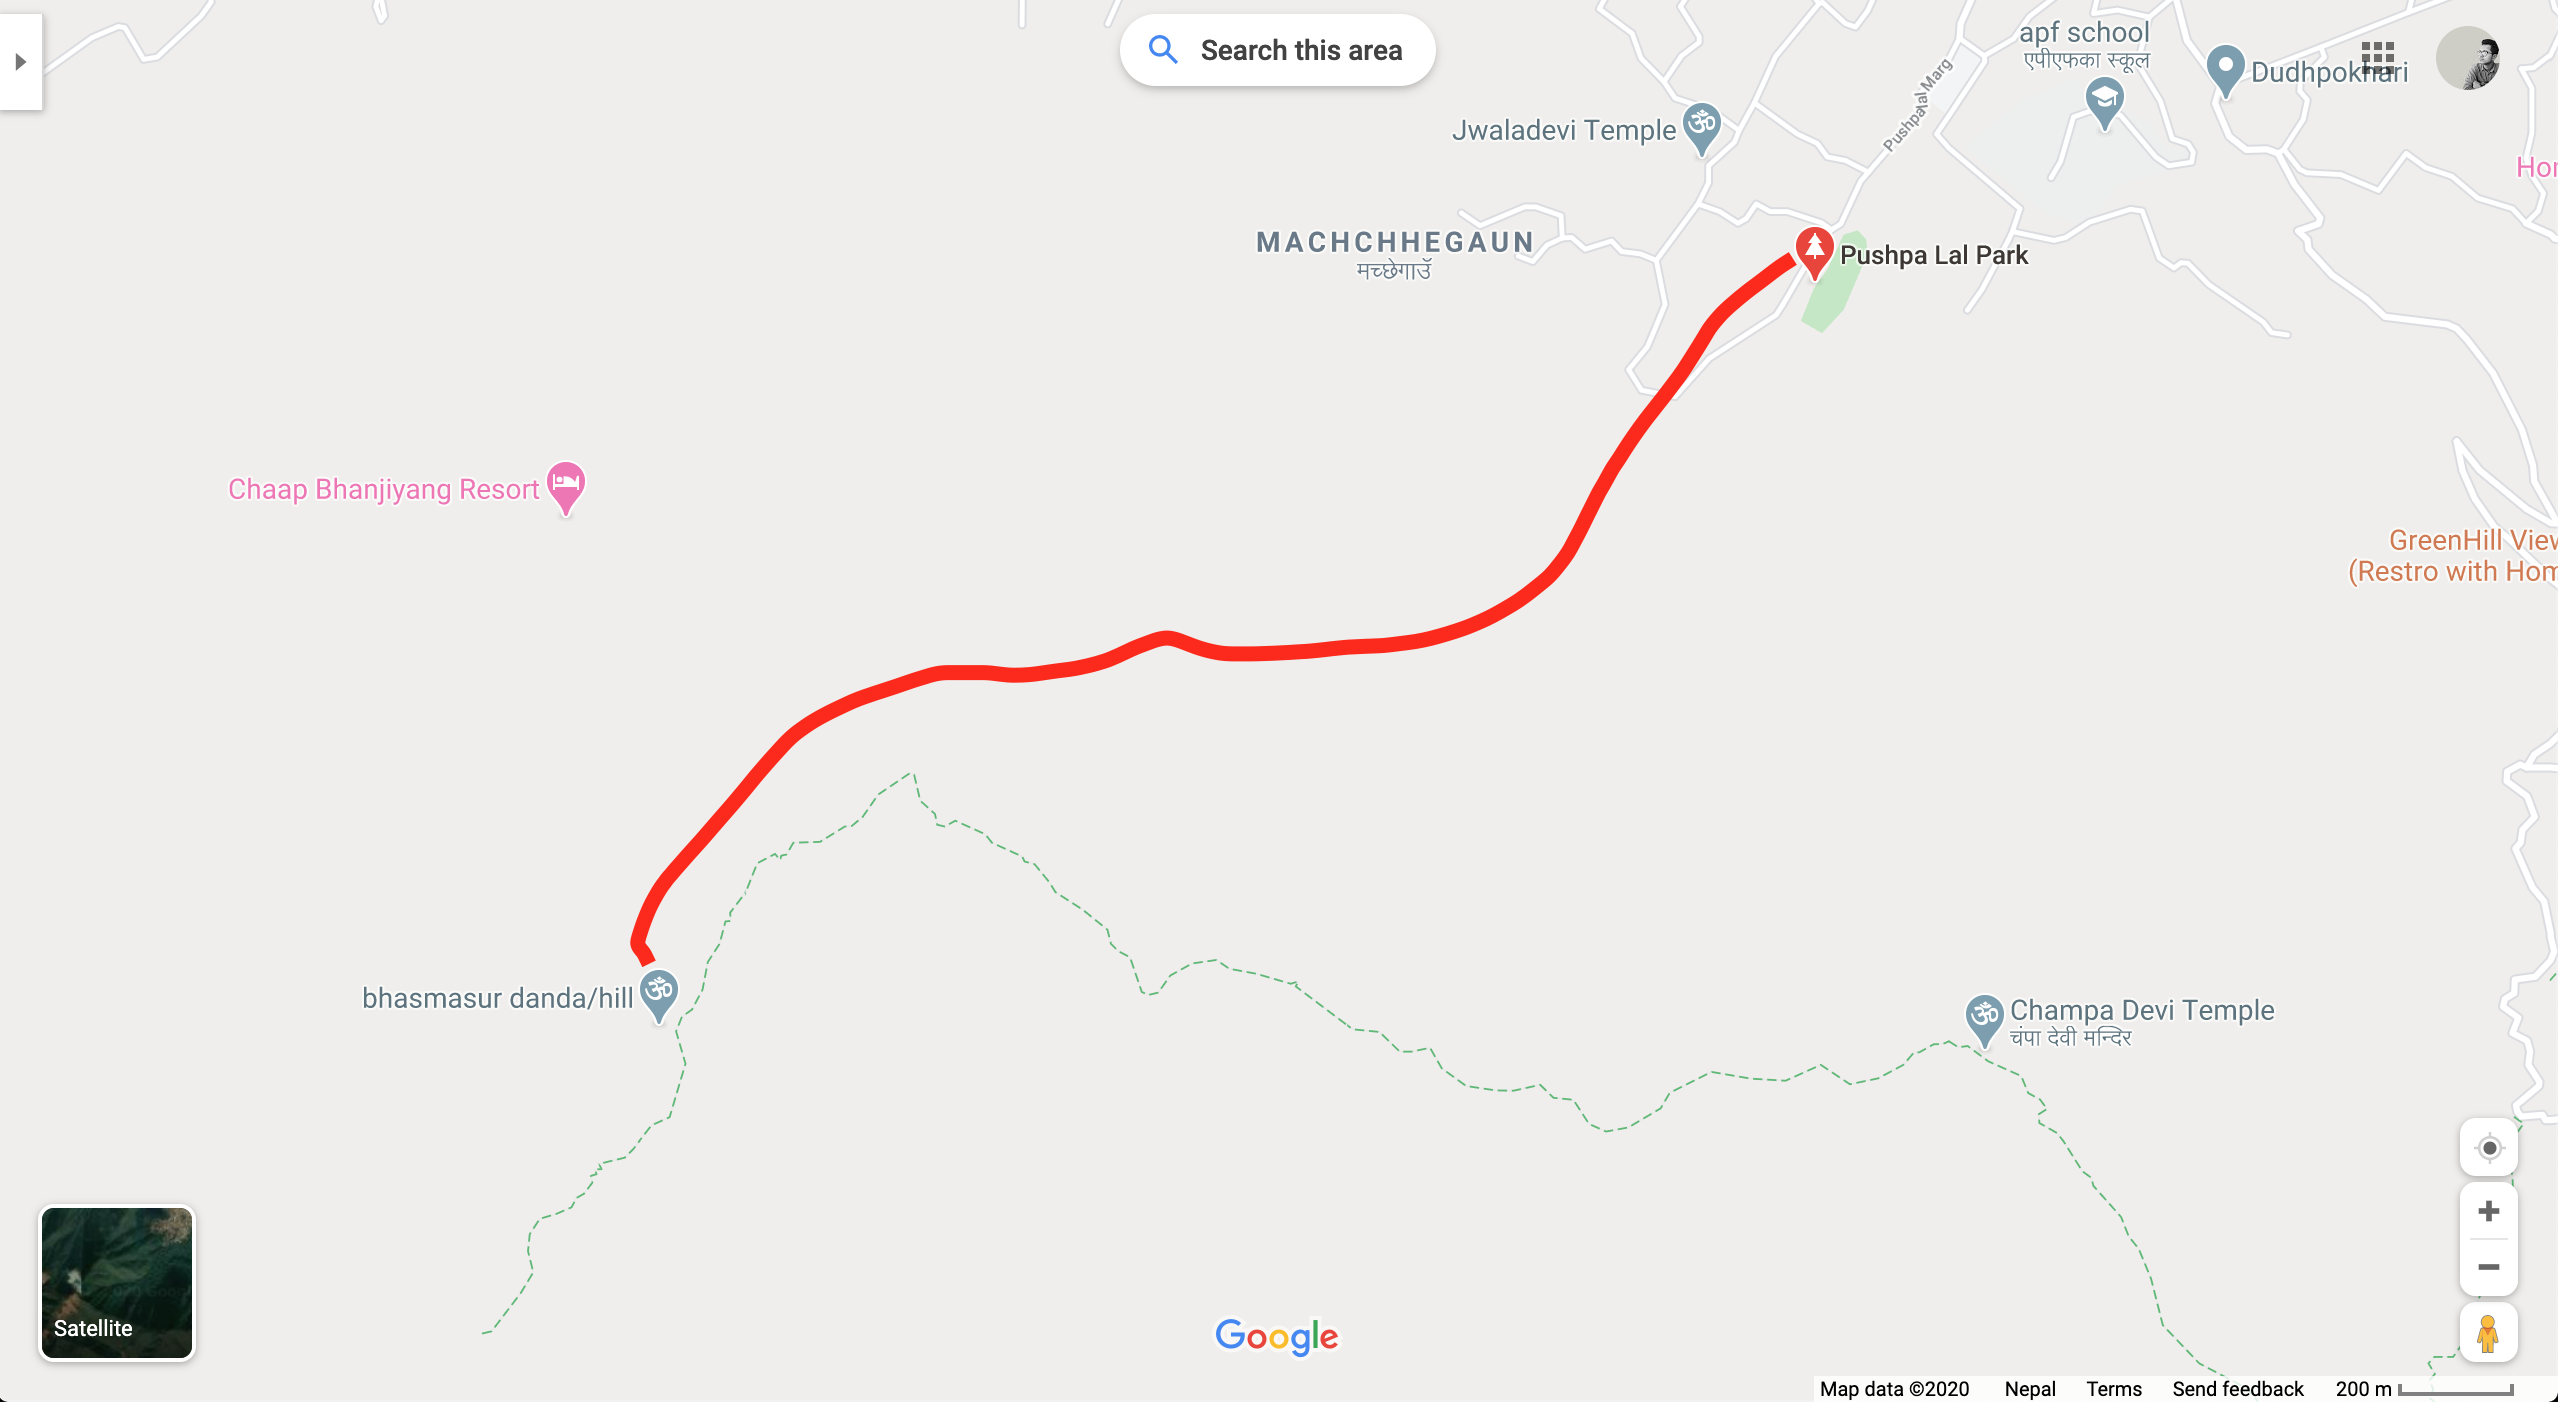 Search this area
apf school
एपीएफका स्कूल
Dudhpokhari
Pushpalal Marg
Jwaladevi Temple
Hor
MACHCHHEGAUN
मच्छेगाउँ
Pushpa Lal Park
Chaap Bhanjiyang Resort
GreenHill View
(Restro with Hom
bhasmasur danda/hill
Champa Devi Temple
चंपा देवी मन्दिर
Satellite
Google
Map data ©2020 Nepal Terms Send feedback 200 m